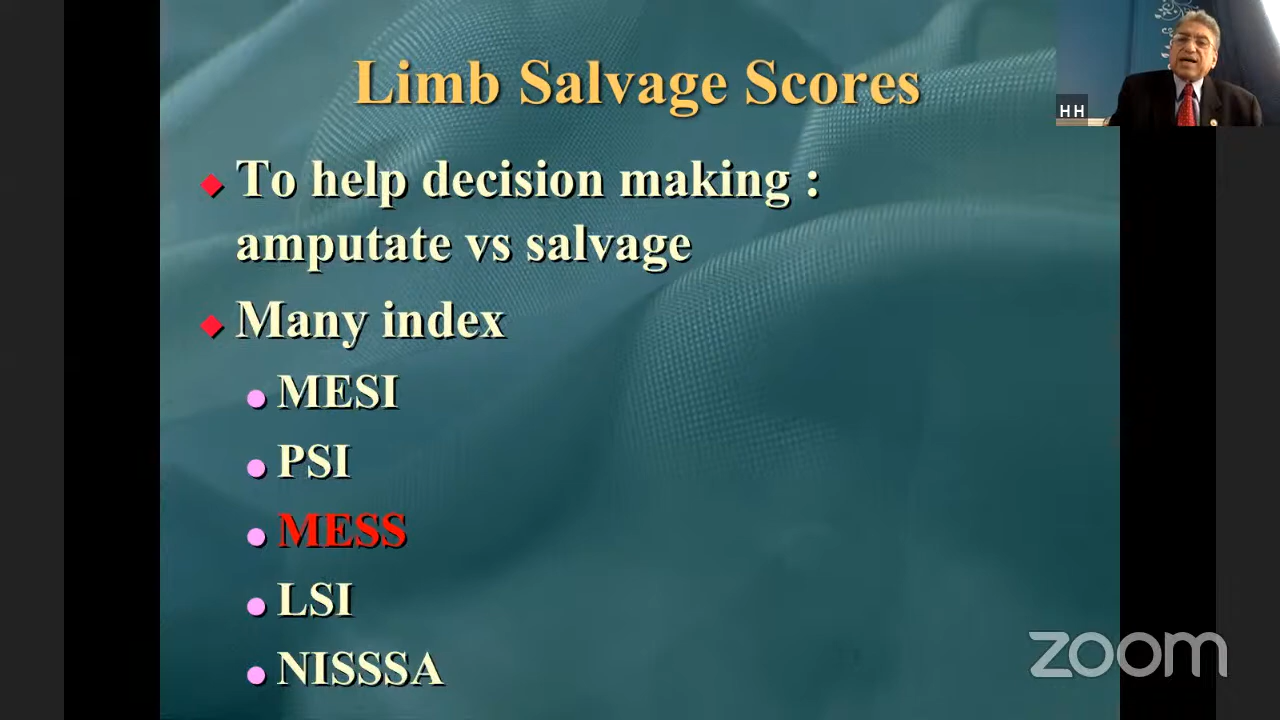 Limb Salvage Scores
To help decision making :
amputate vs salvage
Many index
MESI
PSI
MESS
LSI
NISSSA
HH
zoom